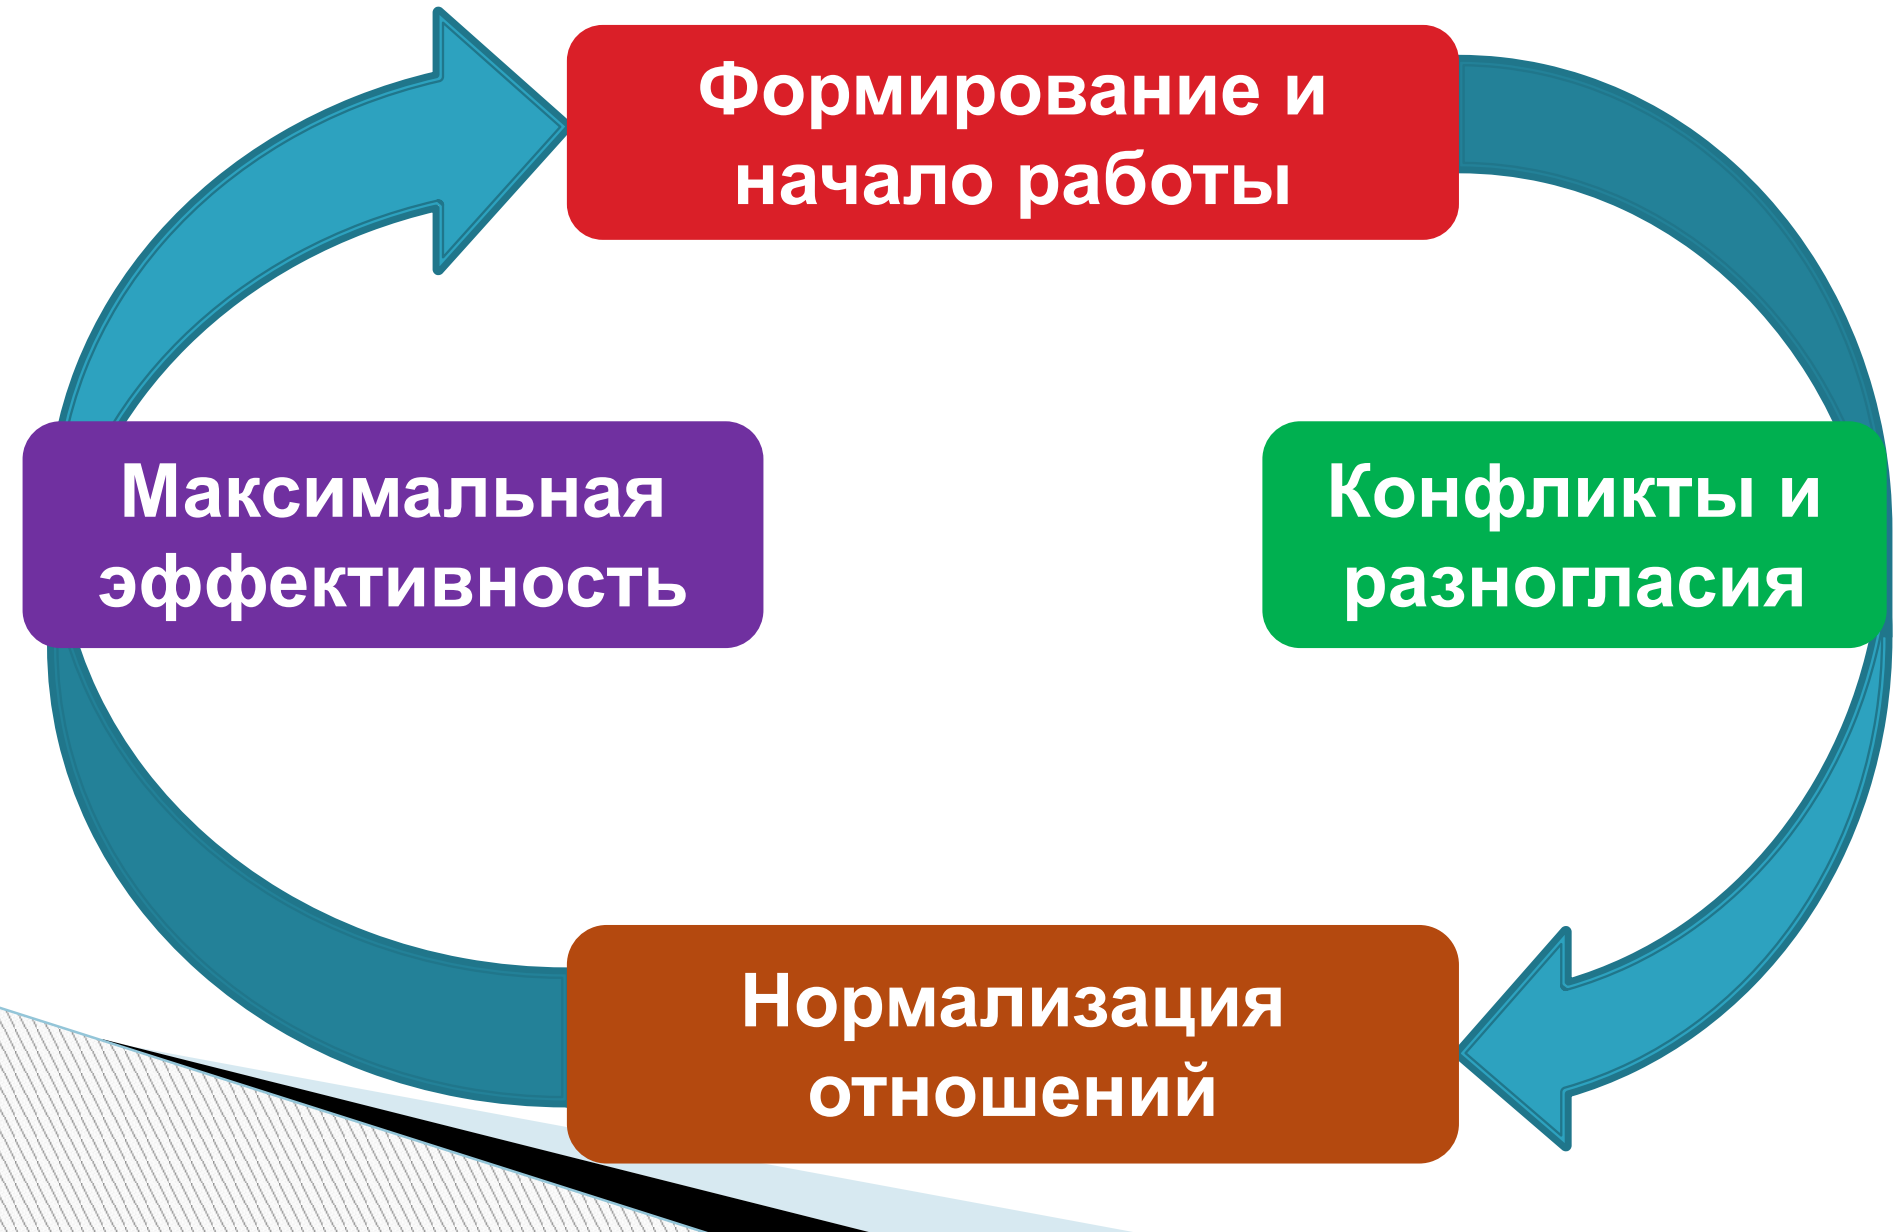 Формирование и
начало работы
Максимальная
эффективность
Конфликты и
разногласия
Нормализация
отношений